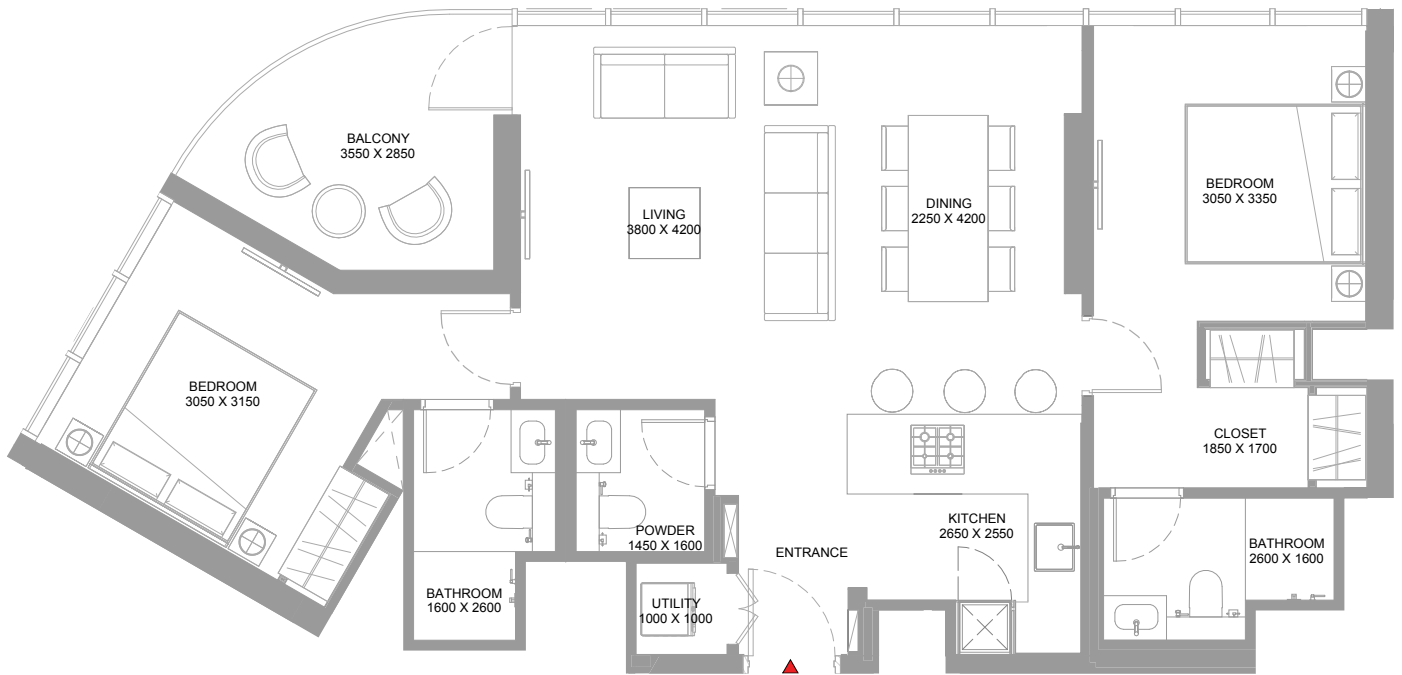 BALCONY
3550 X 2850
LIVING
3800 X 4200
DINING
2250 X 4200
BEDROOM
3050 X 3350
BEDROOM
3050 X 3150
CLOSET
1850 X 1700
KITCHEN
2650 X 2550
POWDER
1450 X 1600
ENTRANCE
BATHROOM
2600 X 1600
BATHROOM
1600 X 2600
UTILITY
1000 X 1000